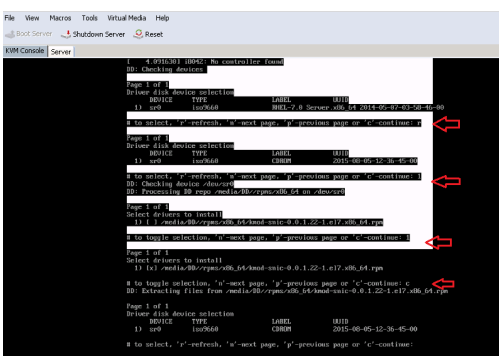 File View Macros Tools Virtual Media Help
Boot Server Shutdown Server Reset
KVM Console Server
[ 4.091630] i8042: No controller found
DD: Checking devices
Page 1 of 1
Driver disk device selection
DEVICE TYPE LABEL UUID
1) sr0 iso9660 RHEL-7.0 Server.x86_64 2014-05-07-03-58-46-00
# to select, 'r'-refresh, 'n'-next page, 'p'-previous page or 'c'-continue: r
Page 1 of 1
Driver disk device selection
DEVICE TYPE LABEL UUID
1) sr0 iso9660 CDROM 2015-08-05-12-36-45-00
# to select, 'r'-refresh, 'n'-next page, 'p'-previous page or 'c'-continue: 1
DD: Checking device /dev/sr0
DD: Processing DD repo /media/DD//rpms/x86_64 on /dev/sr0
Page 1 of 1
Select drivers to install
1) [ ] /media/DD//rpms/x86_64/kmod-snic-0.0.1.22-1.el7.x86_64.rpm
# to toggle selection, 'n'-next page, 'p'-previous page or 'c'-continue: 1
Page 1 of 1
Select drivers to install
1) [x] /media/DD//rpms/x86_64/kmod-snic-0.0.1.22-1.el7.x86_64.rpm
# to toggle selection, 'n'-next page, 'p'-previous page or 'c'-continue: c
DD: Extracting files from /media/DD//rpms/x86_64/kmod-snic-0.0.1.22-1.el7.x86_64.rpm
Page 1 of 1
Driver disk device selection
DEVICE TYPE LABEL UUID
1) sr0 iso9660 CDROM 2015-08-05-12-36-45-00
# to select, 'r'-refresh, 'n'-next page, 'p'-previous page or 'c'-continue: